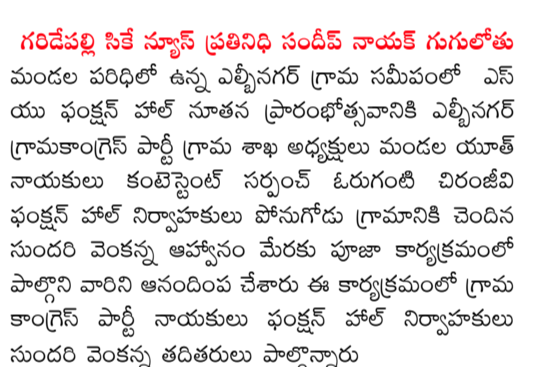 గరిడేపల్లి సికే న్యూస్ ప్రతినిధి సందీప్ నాయక్ గుగులోతు
మండల పరిధిలో ఉన్న ఎల్బీనగర్ గ్రామ సమీపంలో ఎస్
యు ఫంక్షన్ హాల్ నూతన ప్రారంభోత్సవానికి ఎల్బీనగర్
గ్రామకాంగ్రెస్ పార్టీ గ్రామ శాఖ అధ్యక్షులు మండల యూత్
నాయకులు కంటెస్టెంట్ సర్పంచ్ ఓరుగంటి చిరంజీవి
ఫంక్షన్ హాల్ నిర్వాహకులు పోనుగోడు గ్రామానికి చెందిన
సుందరి వెంకన్న ఆహ్వానం మేరకు పూజా కార్యక్రమంలో
పాల్గొని వారిని ఆనందింప చేశారు ఈ కార్యక్రమంలో గ్రామ
కాంగ్రెస్ పార్టీ నాయకులు ఫంక్షన్ హాల్ నిర్వాహకులు
సుందరి వెంకన్న తదితరులు పాల్గొన్నారు